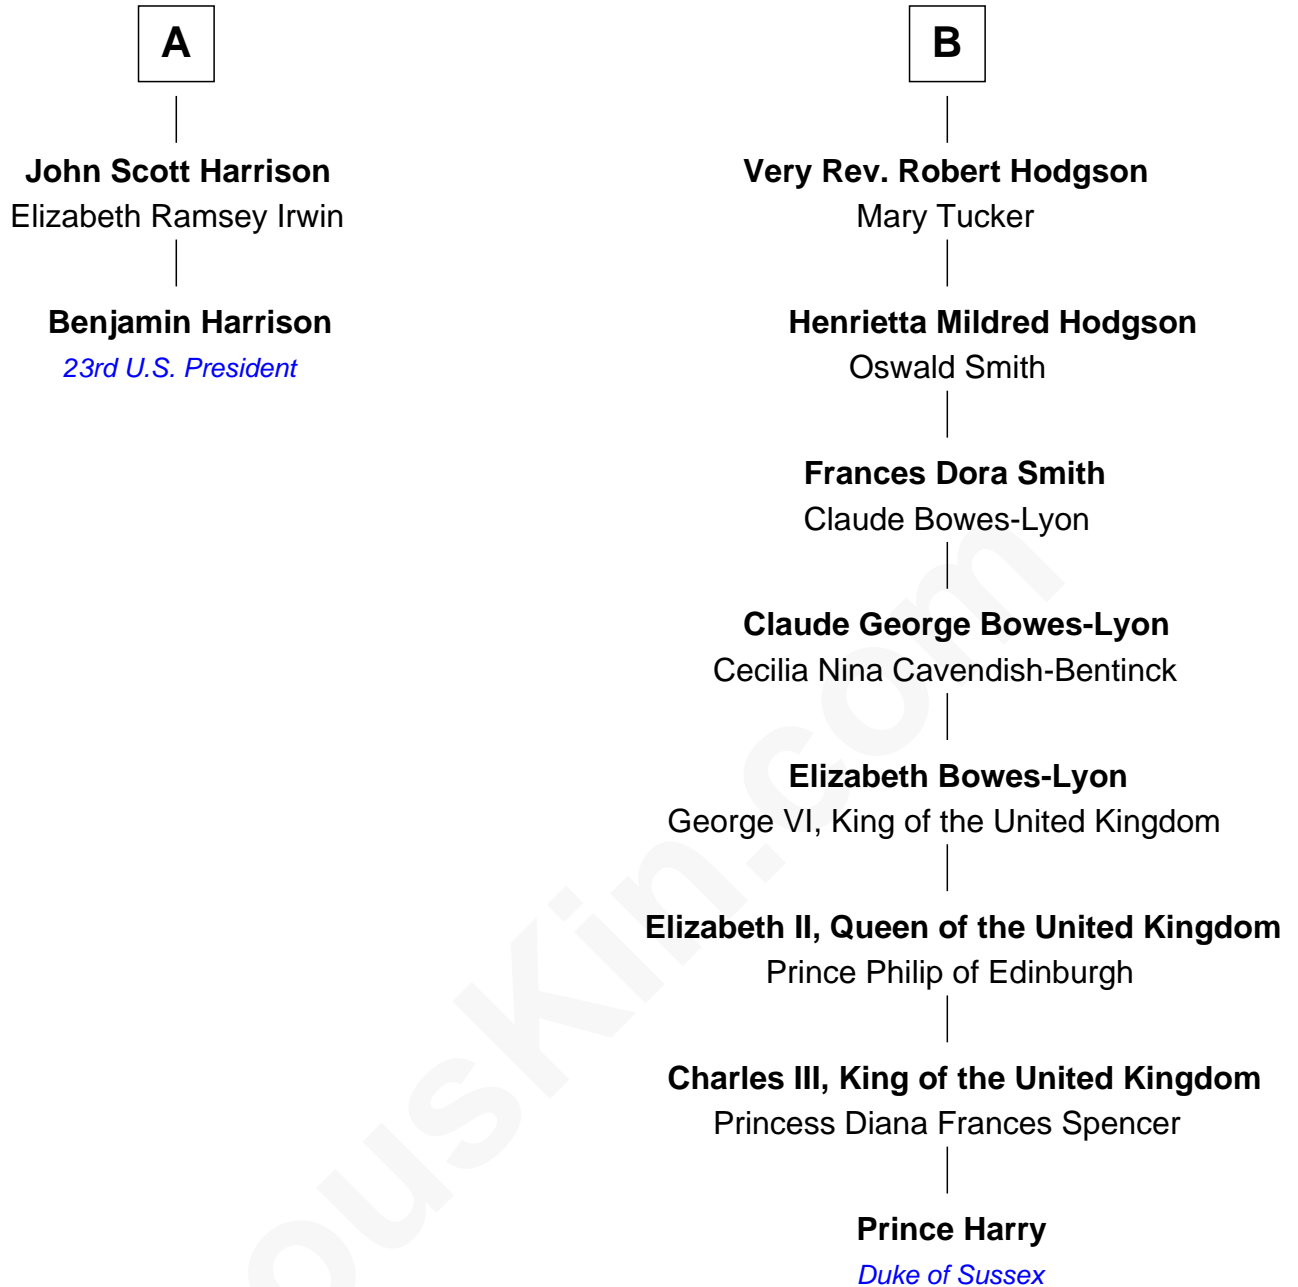 A
John Scott Harrison
Elizabeth Ramsey Irwin
Benjamin Harrison
23rd U.S. President
B
Very Rev. Robert Hodgson
Mary Tucker
Henrietta Mildred Hodgson
Oswald Smith
Frances Dora Smith
Claude Bowes-Lyon
Claude George Bowes-Lyon
Cecilia Nina Cavendish-Bentinck
Elizabeth Bowes-Lyon
George VI, King of the United Kingdom
Elizabeth II, Queen of the United Kingdom
Prince Philip of Edinburgh
Charles III, King of the United Kingdom
Princess Diana Frances Spencer
Prince Harry
Duke of Sussex
ousKin.com